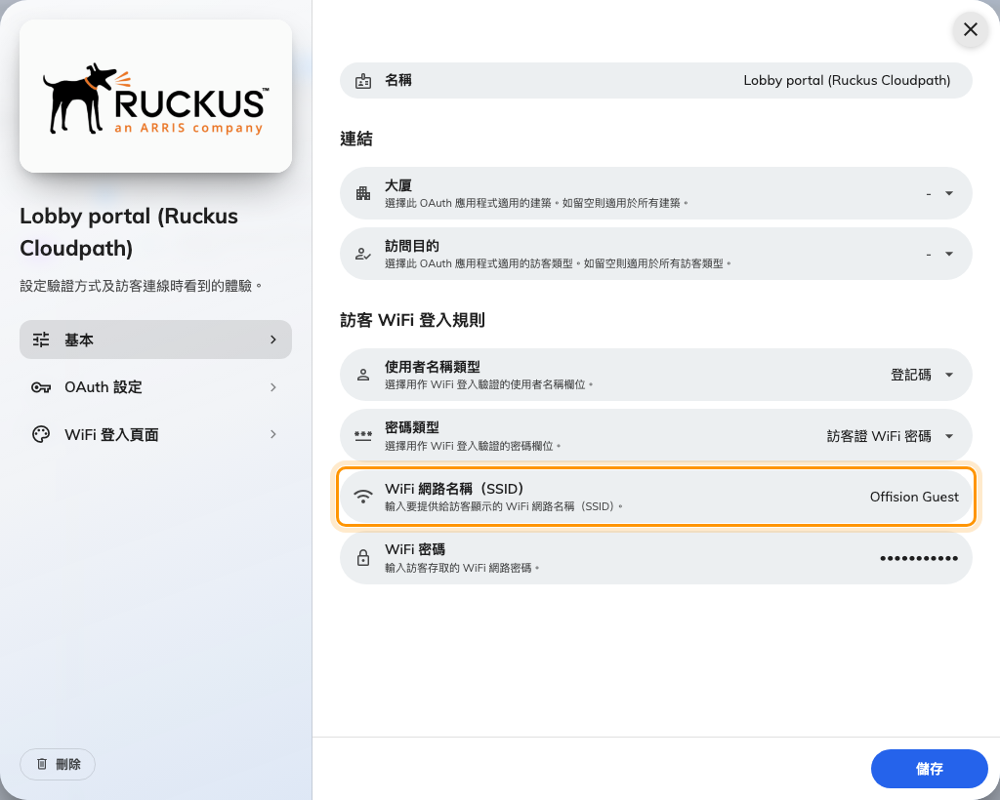 RUCKUS™
an ARRIS company
Lobby portal (Ruckus
Cloudpath)
設定驗證方式及訪客連線時看到的體驗。
基本
OAuth 設定
WiFi 登入頁面
刪除
名稱
Lobby portal (Ruckus Cloudpath)
連結
大厦
選擇此 OAuth 應用程式適用的建築。如留空則適用於所有建築。
-
訪問目的
選擇此 OAuth 應用程式適用的訪客類型。如留空則適用於所有訪客類型。
-
訪客 WiFi 登入規則
使用者名稱類型
選擇用作 WiFi 登入驗證的使用者名稱欄位。
登記碼
密碼類型
選擇用作 WiFi 登入驗證的密碼欄位。
訪客證 WiFi 密碼
WiFi 網路名稱（SSID）
輸入要提供給訪客顯示的 WiFi 網路名稱（SSID）。
Offision Guest
WiFi 密碼
輸入訪客存取的 WiFi 網路密碼。
•••••••••••
儲存